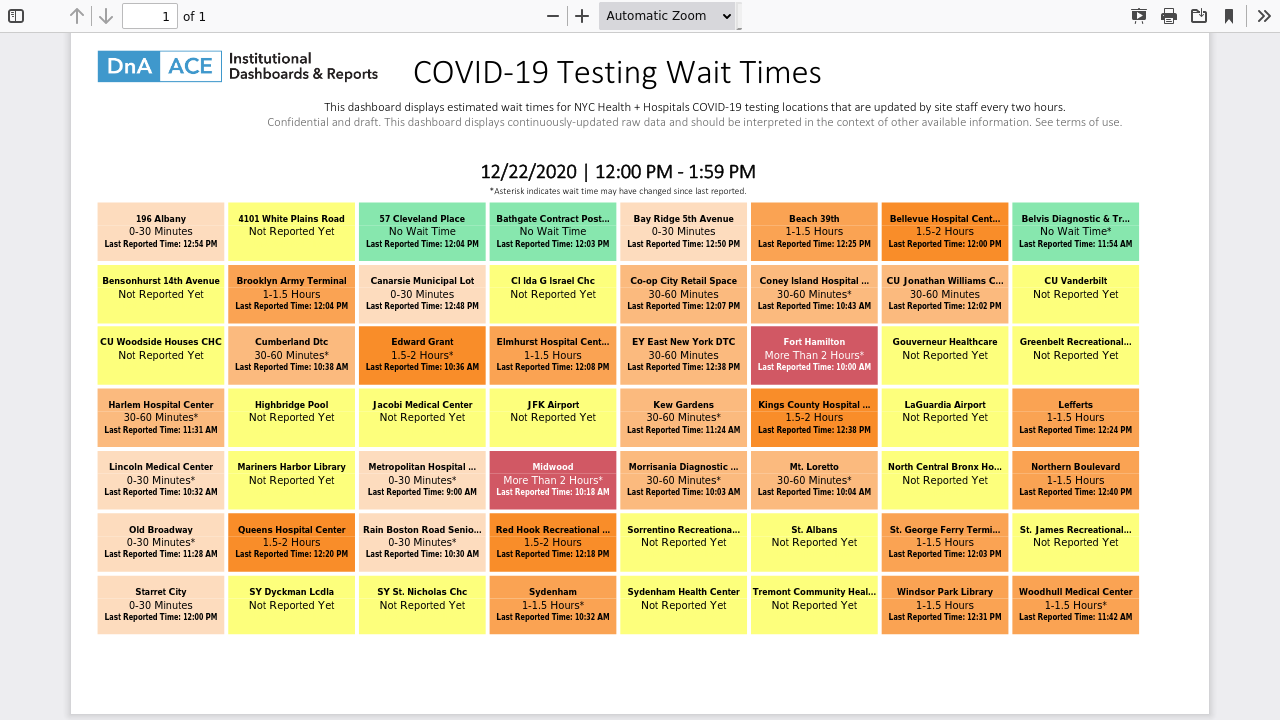 1 of 1 Automatic Zoom
DnA ACE Institutional
Dashboards & Reports
COVID-19 Testing Wait Times
This dashboard displays estimated wait times for NYC Health + Hospitals COVID-19 testing locations that are updated by site staff every two hours.
Confidential and draft. This dashboard displays continuously-updated raw data and should be interpreted in the context of other available information. See terms of use.
12/22/2020 | 12:00 PM - 1:59 PM
*Asterisk indicates wait time may have changed since last reported.
196 Albany
0-30 Minutes
Last Reported Time: 12:54 PM
4101 White Plains Road
Not Reported Yet
57 Cleveland Place
No Wait Time
Last Reported Time: 12:04 PM
Bathgate Contract Post...
No Wait Time
Last Reported Time: 12:03 PM
Bay Ridge 5th Avenue
0-30 Minutes
Last Reported Time: 12:50 PM
Beach 39th
1-1.5 Hours
Last Reported Time: 12:25 PM
Bellevue Hospital Cent...
1.5-2 Hours
Last Reported Time: 12:00 PM
Belvis Diagnostic & Tr...
No Wait Time*
Last Reported Time: 11:54 AM
Bensonhurst 14th Avenue
Not Reported Yet
Brooklyn Army Terminal
1-1.5 Hours
Last Reported Time: 12:04 PM
Canarsie Municipal Lot
0-30 Minutes
Last Reported Time: 12:48 PM
CI Ida G Israel Chc
Not Reported Yet
Co-op City Retail Space
30-60 Minutes
Last Reported Time: 12:07 PM
Coney Island Hospital ...
30-60 Minutes*
Last Reported Time: 10:43 AM
CU Jonathan Williams C...
30-60 Minutes
Last Reported Time: 12:02 PM
CU Vanderbilt
Not Reported Yet
CU Woodside Houses CHC
Not Reported Yet
Cumberland Dtc
30-60 Minutes*
Last Reported Time: 10:38 AM
Edward Grant
1.5-2 Hours*
Last Reported Time: 10:36 AM
Elmhurst Hospital Cent...
1-1.5 Hours
Last Reported Time: 12:08 PM
EY East New York DTC
30-60 Minutes
Last Reported Time: 12:38 PM
Fort Hamilton
More Than 2 Hours*
Last Reported Time: 10:00 AM
Gouverneur Healthcare
Not Reported Yet
Greenbelt Recreational...
Not Reported Yet
Harlem Hospital Center
30-60 Minutes*
Last Reported Time: 11:31 AM
Highbridge Pool
Not Reported Yet
Jacobi Medical Center
Not Reported Yet
JFK Airport
Not Reported Yet
Kew Gardens
30-60 Minutes*
Last Reported Time: 11:24 AM
Kings County Hospital ...
1.5-2 Hours
Last Reported Time: 12:38 PM
LaGuardia Airport
Not Reported Yet
Lefferts
1-1.5 Hours
Last Reported Time: 12:24 PM
Lincoln Medical Center
0-30 Minutes*
Last Reported Time: 10:32 AM
Mariners Harbor Library
Not Reported Yet
Metropolitan Hospital ...
0-30 Minutes*
Last Reported Time: 9:00 AM
Midwood
More Than 2 Hours*
Last Reported Time: 10:18 AM
Morrisania Diagnostic ...
30-60 Minutes*
Last Reported Time: 10:03 AM
Mt. Loretto
30-60 Minutes*
Last Reported Time: 10:04 AM
North Central Bronx Ho...
Not Reported Yet
Northern Boulevard
1-1.5 Hours
Last Reported Time: 12:40 PM
Old Broadway
0-30 Minutes*
Last Reported Time: 11:28 AM
Queens Hospital Center
1.5-2 Hours
Last Reported Time: 12:20 PM
Rain Boston Road Senio...
0-30 Minutes*
Last Reported Time: 10:30 AM
Red Hook Recreational ...
1.5-2 Hours
Last Reported Time: 12:18 PM
Sorrentino Recreationa...
Not Reported Yet
St. Albans
Not Reported Yet
St. George Ferry Termi...
1-1.5 Hours
Last Reported Time: 12:03 PM
St. James Recreational...
Not Reported Yet
Starret City
0-30 Minutes
Last Reported Time: 12:00 PM
SY Dyckman Lcdla
Not Reported Yet
SY St. Nicholas Chc
Not Reported Yet
Sydenham
1-1.5 Hours*
Last Reported Time: 10:32 AM
Sydenham Health Center
Not Reported Yet
Tremont Community Heal...
Not Reported Yet
Windsor Park Library
1-1.5 Hours
Last Reported Time: 12:31 PM
Woodhull Medical Center
1-1.5 Hours*
Last Reported Time: 11:42 AM